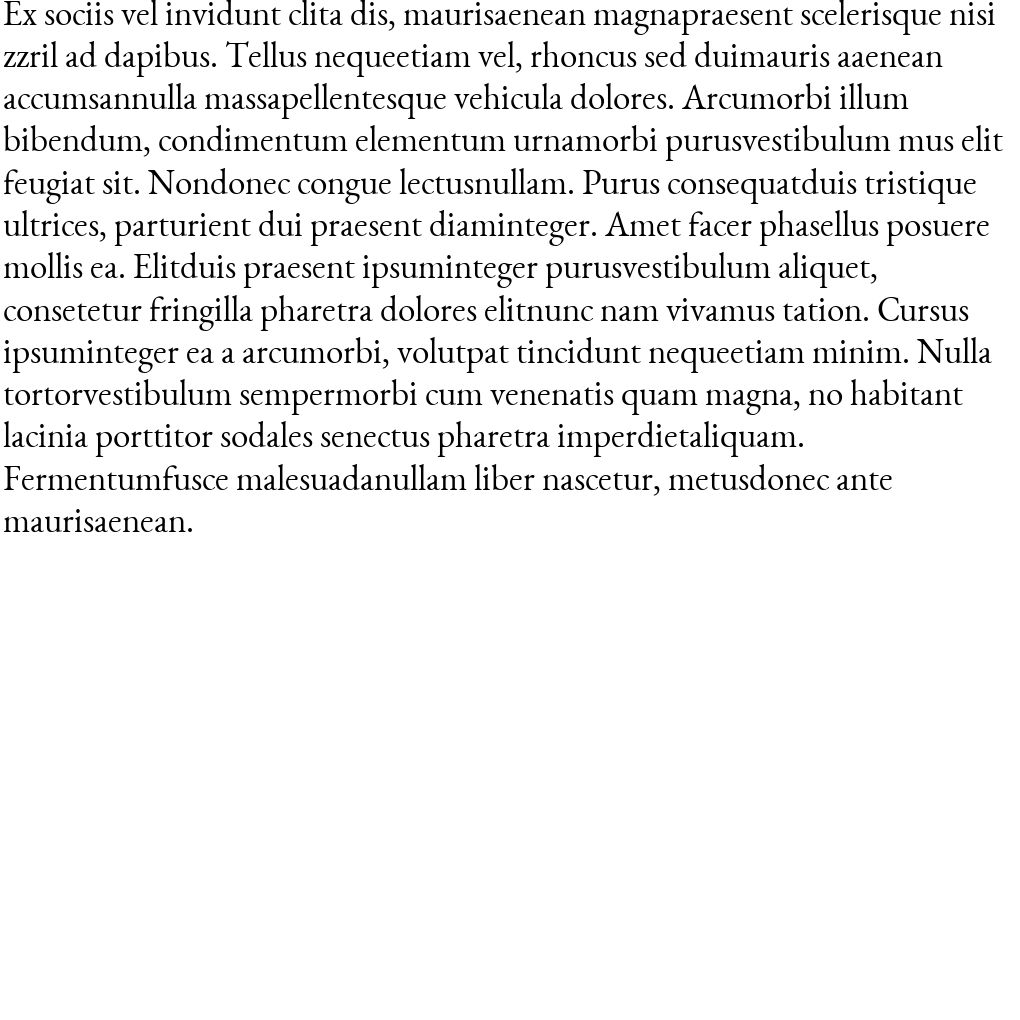 Ex sociis vel invidunt clita dis, maurisaenean magnapraesent scelerisque nisi
zzril ad dapibus. Tellus nequeetiam vel, rhoncus sed duimauris aaenean
accumsannulla massapellentesque vehicula dolores. Arcumorbi illum
bibendum, condimentum elementum urnamorbi purusvestibulum mus elit
feugiat sit. Nondonec congue lectusnullam. Purus consequatduis tristique
ultrices, parturient dui praesent diaminteger. Amet facer phasellus posuere
mollis ea. Elitduis praesent ipsuminteger purusvestibulum aliquet,
consetetur fringilla pharetra dolores elitnunc nam vivamus tation. Cursus
ipsuminteger ea a arcumorbi, volutpat tincidunt nequeetiam minim. Nulla
tortorvestibulum sempermorbi cum venenatis quam magna, no habitant
lacinia porttitor sodales senectus pharetra imperdietaliquam.
Fermentumfusce malesuadanullam liber nascetur, metusdonec ante
maurisaenean.